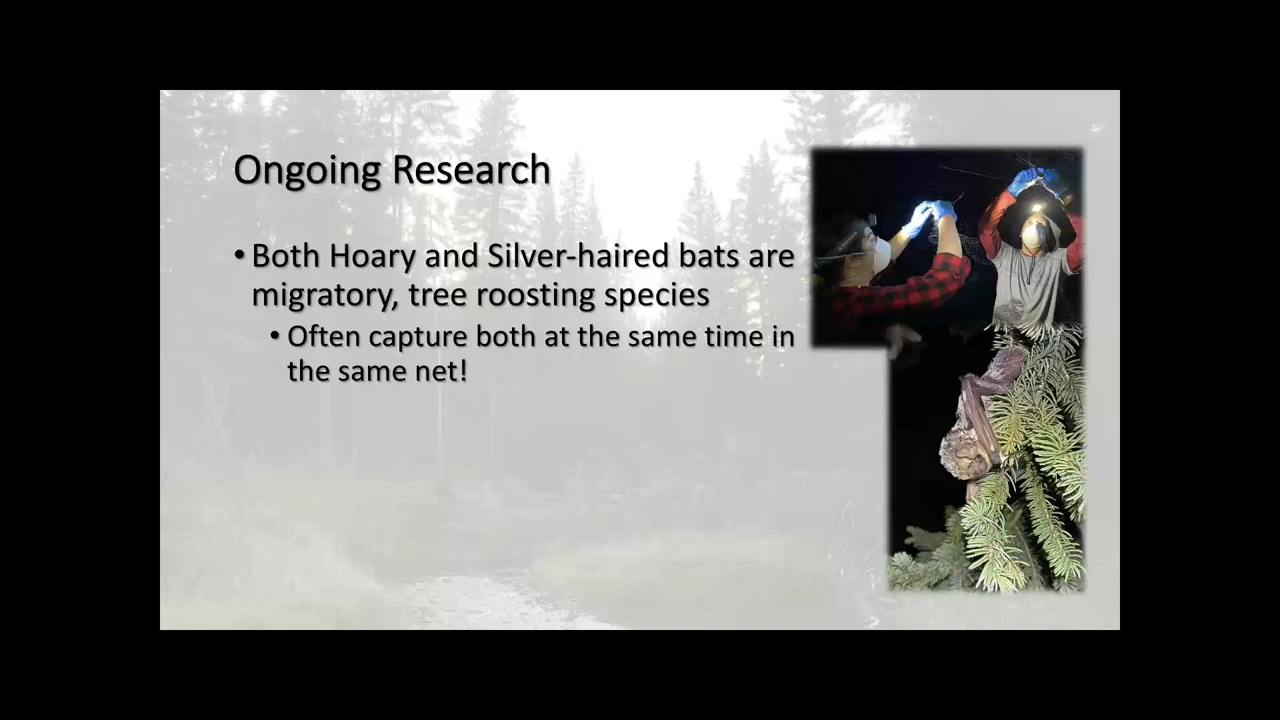 Ongoing Research
• Both Hoary and Silver-haired bats are
migratory, tree roosting species
• Often capture both at the same time in
the same net!